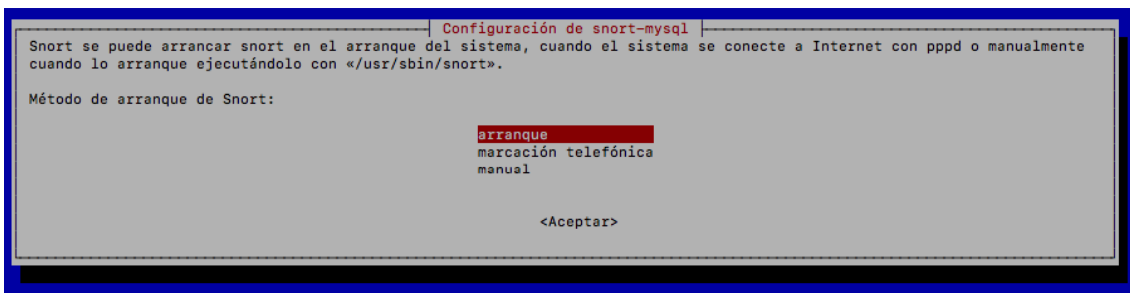 Configuración de snort-mysql
Snort se puede arrancar snort en el arranque del sistema, cuando el sistema se conecte a Internet con pppd o manualmente
cuando lo arranque ejecutándolo con «/usr/sbin/snort».
Método de arranque de Snort:
arranque
marcación telefónica
manual
<Aceptar>